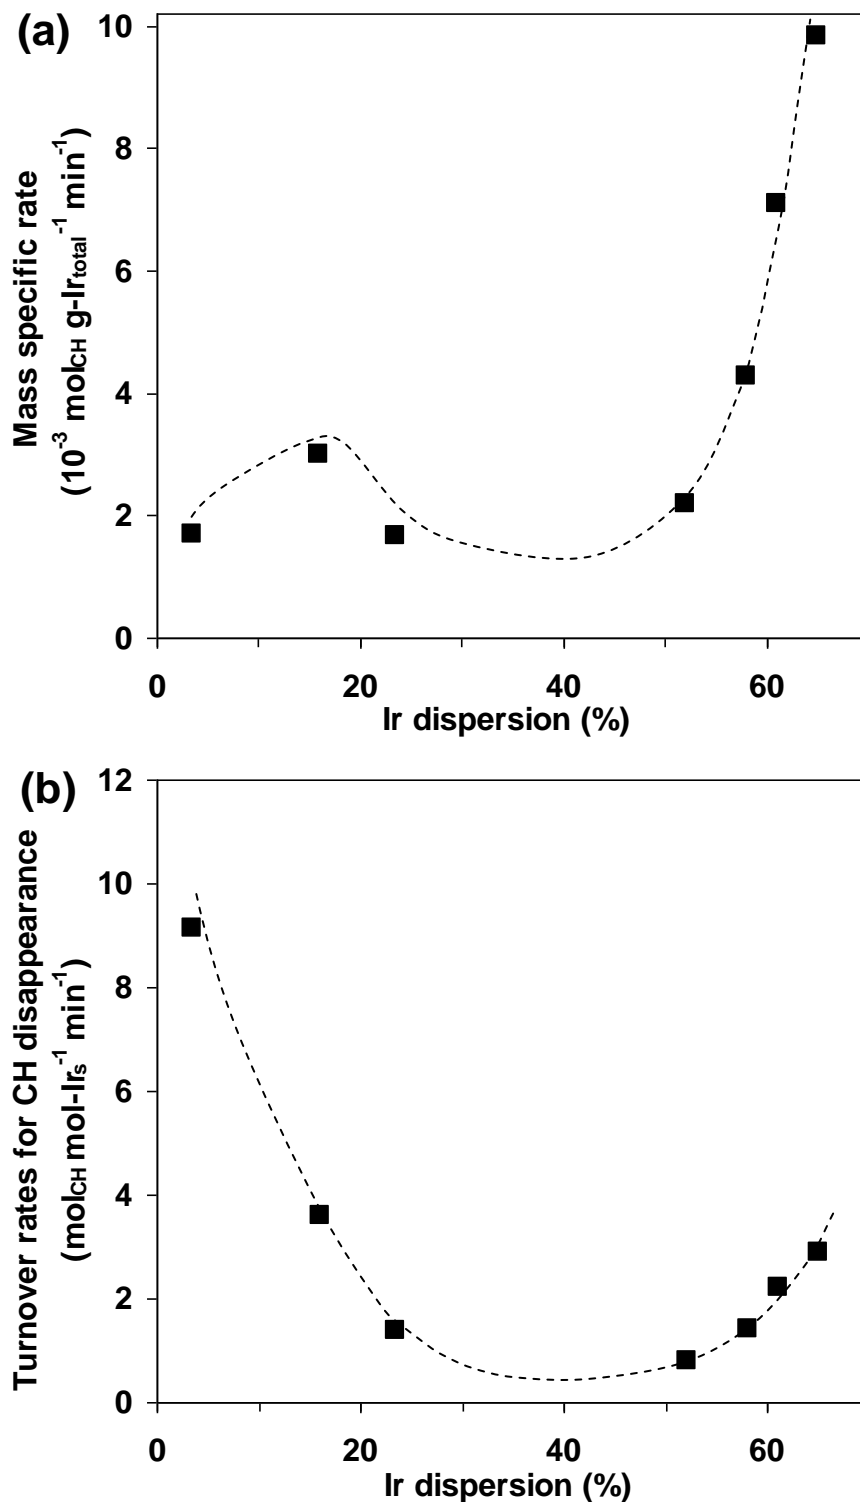 (a)
Mass specific rate
(10⁻³ molCH g-Irtotal⁻¹ min⁻¹)
10
8
6
4
2
0
0 20 40 60
Ir dispersion (%)
(b)
Turnover rates for CH disappearance
(molCH mol-Irs⁻¹ min⁻¹)
12
10
8
6
4
2
0
0 20 40 60
Ir dispersion (%)